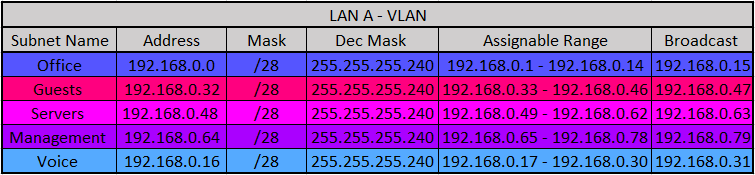 LAN A - VLAN
Subnet Name Address Mask Dec Mask Assignable Range Broadcast
Office 192.168.0.0 /28 255.255.255.240 192.168.0.1 - 192.168.0.14 192.168.0.15
Guests 192.168.0.32 /28 255.255.255.240 192.168.0.33 - 192.168.0.46 192.168.0.47
Servers 192.168.0.48 /28 255.255.255.240 192.168.0.49 - 192.168.0.62 192.168.0.63
Management 192.168.0.64 /28 255.255.255.240 192.168.0.65 - 192.168.0.78 192.168.0.79
Voice 192.168.0.16 /28 255.255.255.240 192.168.0.17 - 192.168.0.30 192.168.0.31